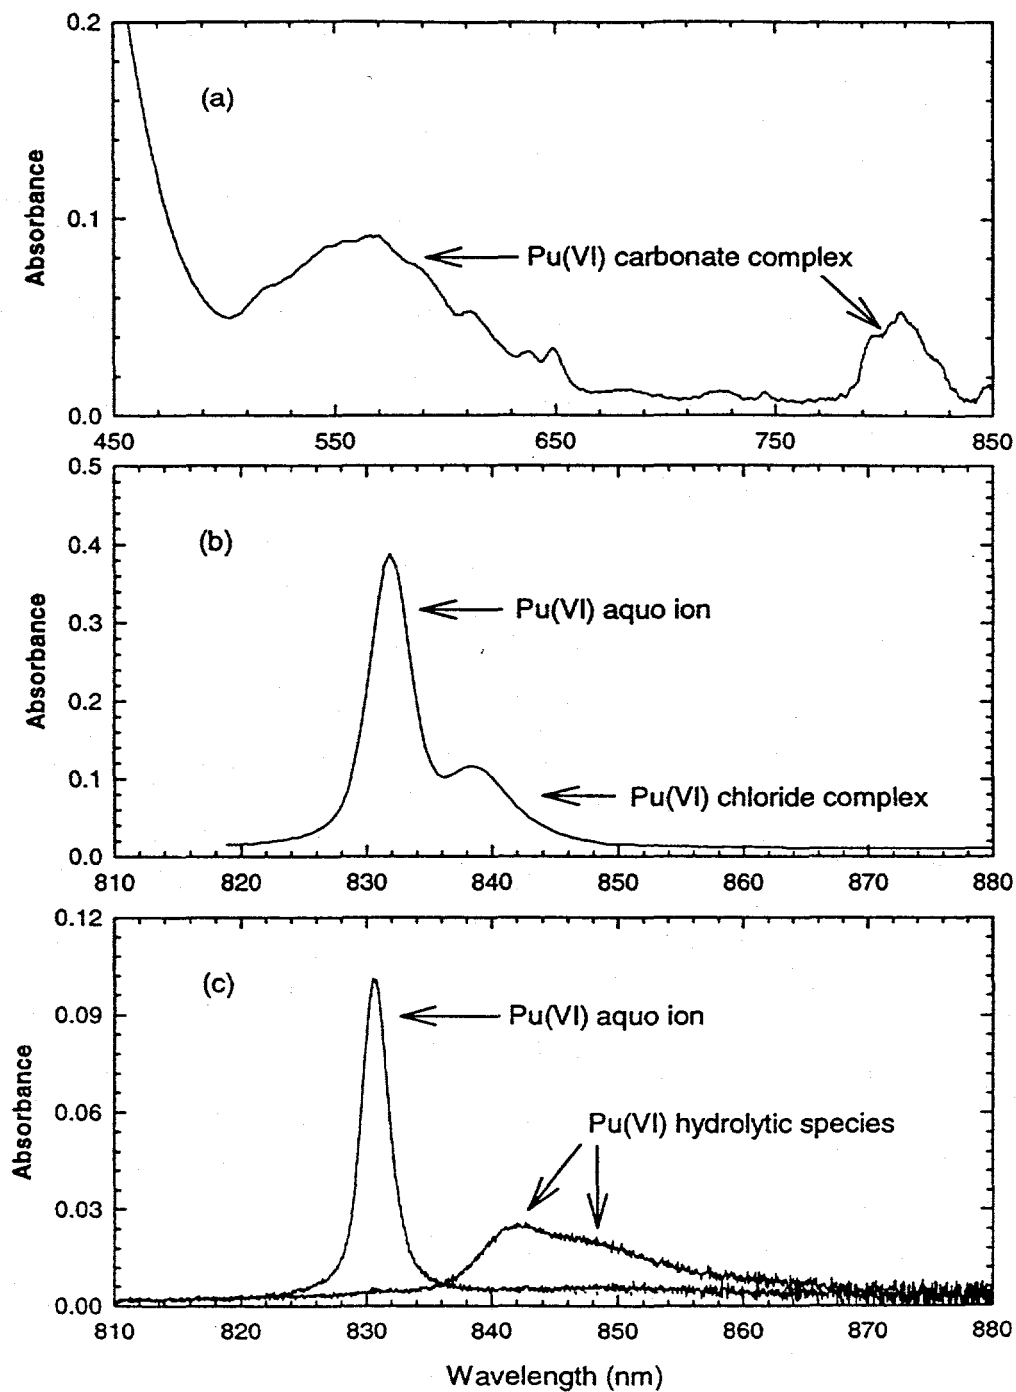 0.2
(a)
0.1
Pu(VI) carbonate complex
Absorbance
0.0
450 550 650 750 850
0.5
(b)
0.4
Pu(VI) aquo ion
0.3
Absorbance
0.2
0.1
Pu(VI) chloride complex
0.0
810 820 830 840 850 860 870 880
0.12
(c)
0.09
Pu(VI) aquo ion
Absorbance
0.06
Pu(VI) hydrolytic species
0.03
0.00
810 820 830 840 850 860 870 880
Wavelength (nm)